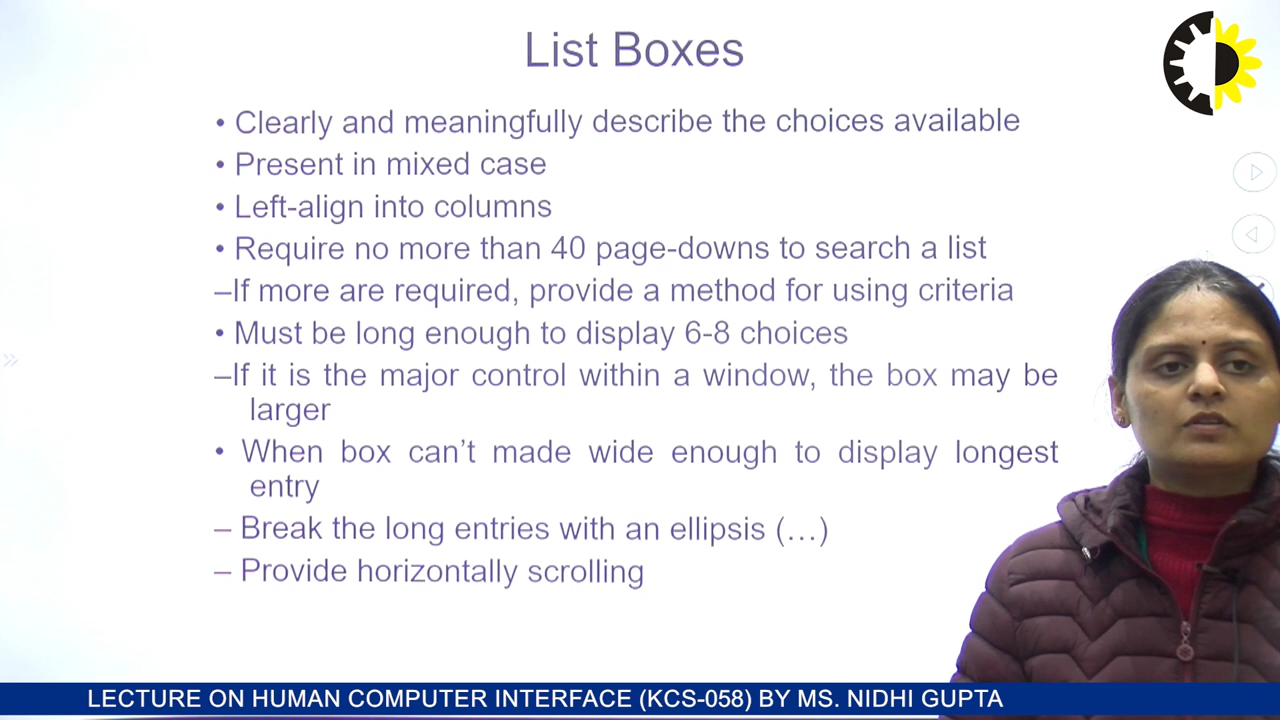 List Boxes
• Clearly and meaningfully describe the choices available
• Present in mixed case
• Left-align into columns
• Require no more than 40 page-downs to search a list
–If more are required, provide a method for using criteria
• Must be long enough to display 6-8 choices
–If it is the major control within a window, the box may be
larger
• When box can’t made wide enough to display longest
entry
– Break the long entries with an ellipsis (…)
– Provide horizontally scrolling
LECTURE ON HUMAN COMPUTER INTERFACE (KCS-058) BY MS. NIDHI GUPTA